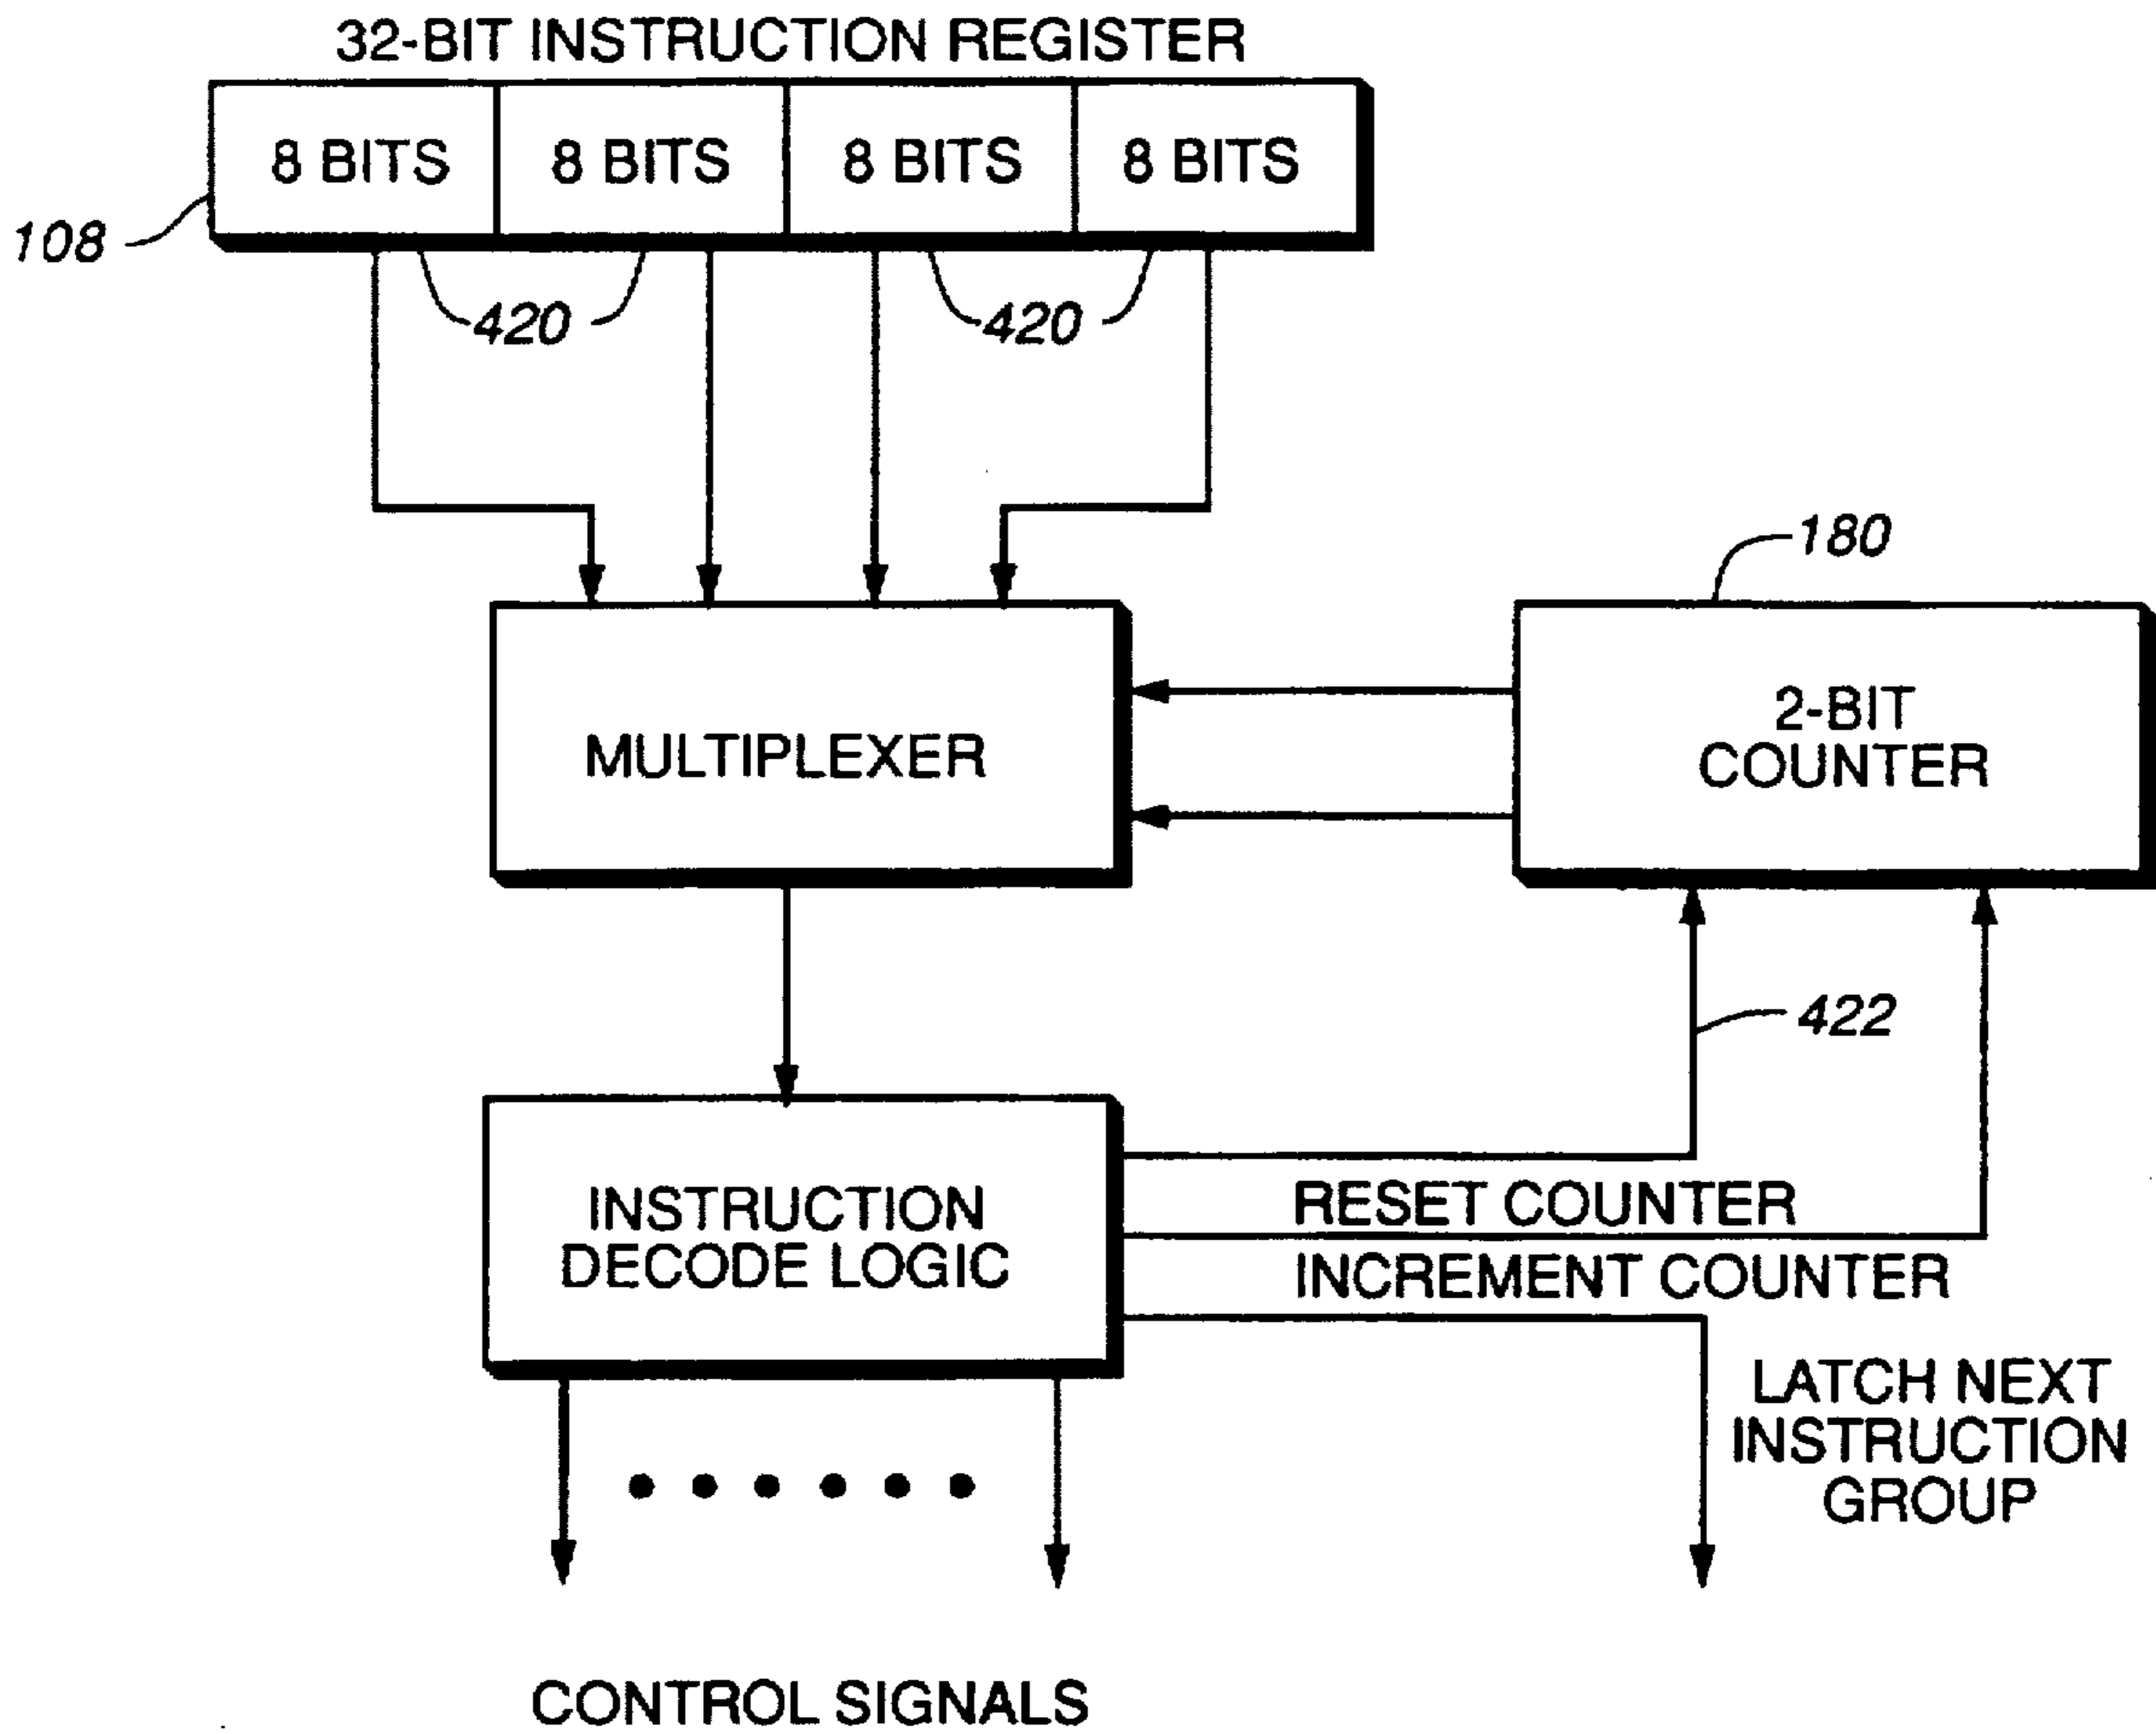 32-BIT INSTRUCTION REGISTER
8 BITS
8 BITS
8 BITS
8 BITS
108
420
420
180
MULTIPLEXER
2-BIT
COUNTER
422
INSTRUCTION
DECODE LOGIC
RESET COUNTER
INCREMENT COUNTER
LATCH NEXT
INSTRUCTION
GROUP
CONTROL SIGNALS